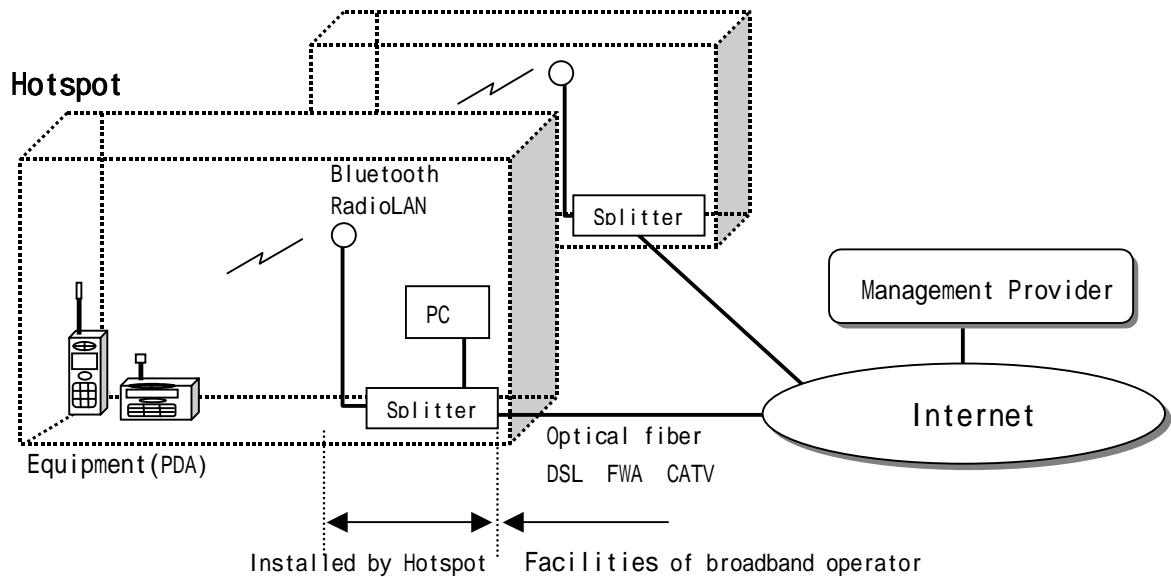 Hotspot
Bluetooth
RadioLAN
Splitter
PC
Management Provider
Splitter
Internet
Equipment(PDA)
Optical fiber
DSL FWA CATV
Installed by Hotspot
Facilities of broadband operator